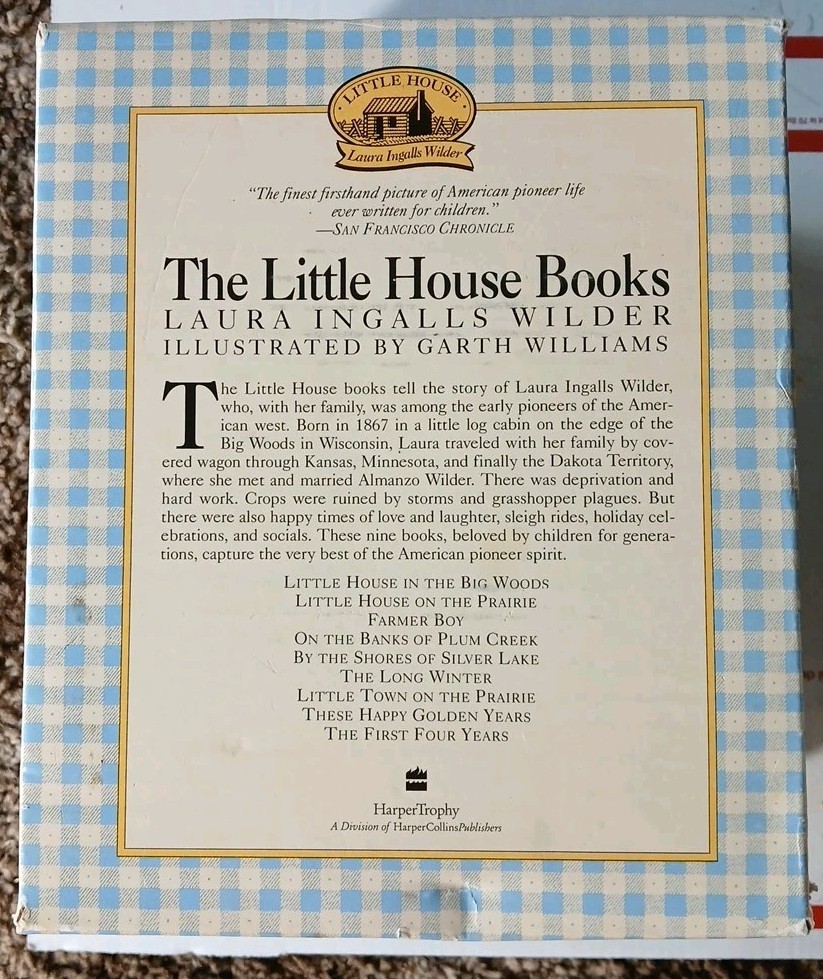 LITTLE HOUSE
Laura Ingalls Wilder
“The finest firsthand picture of American pioneer life
ever written for children.”
—SAN FRANCISCO CHRONICLE
The Little House Books
LAURA INGALLS WILDER
ILLUSTRATED BY GARTH WILLIAMS
The Little House books tell the story of Laura Ingalls Wilder,
who, with her family, was among the early pioneers of the Amer-
ican west. Born in 1867 in a little log cabin on the edge of the
Big Woods in Wisconsin, Laura traveled with her family by cov-
ered wagon through Kansas, Minnesota, and finally the Dakota Territory,
where she met and married Almanzo Wilder. There was deprivation and
hard work. Crops were ruined by storms and grasshopper plagues. But
there were also happy times of love and laughter, sleigh rides, holiday cel-
ebrations, and socials. These nine books, beloved by children for genera-
tions, capture the very best of the American pioneer spirit.
LITTLE HOUSE IN THE BIG WOODS
LITTLE HOUSE ON THE PRAIRIE
FARMER BOY
ON THE BANKS OF PLUM CREEK
BY THE SHORES OF SILVER LAKE
THE LONG WINTER
LITTLE TOWN ON THE PRAIRIE
THESE HAPPY GOLDEN YEARS
THE FIRST FOUR YEARS
HarperTrophy
A Division of HarperCollinsPublishers